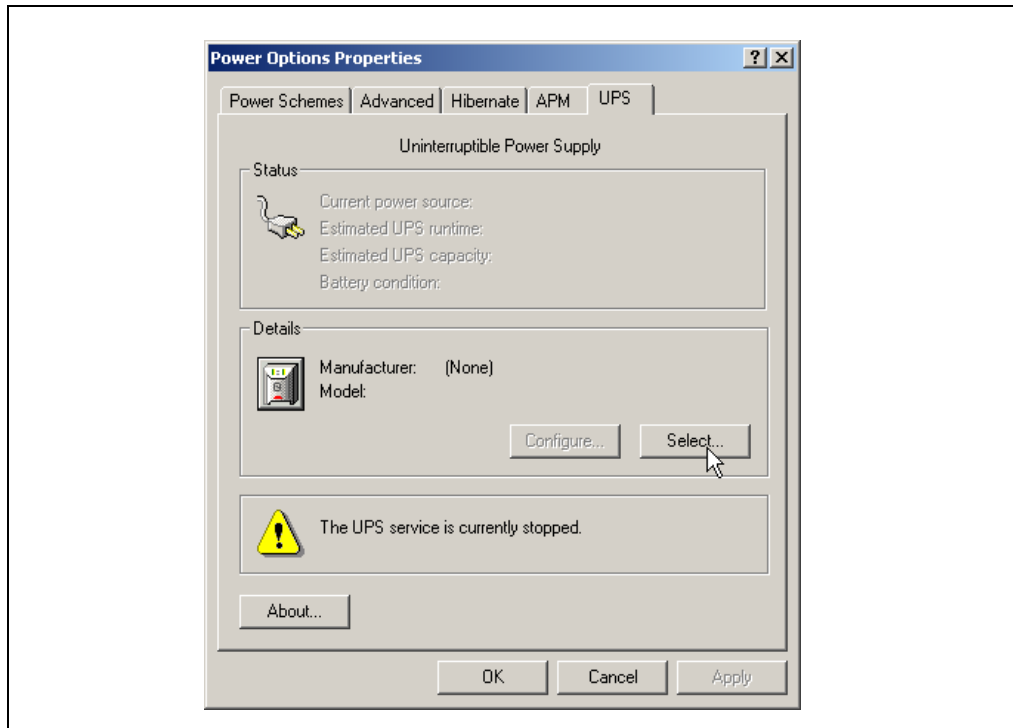 Power Options Properties
Power Schemes Advanced Hibernate APM UPS
Uninterruptible Power Supply
Status
Current power source:
Estimated UPS runtime:
Estimated UPS capacity:
Battery condition:
Details
Manufacturer: (None)
Model:
Configure... Select...
The UPS service is currently stopped.
About...
OK Cancel Apply